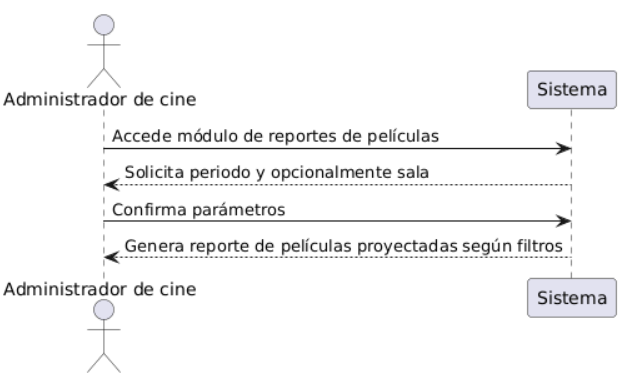 Administrador de cine
Sistema
Accede módulo de reportes de películas
Solicita periodo y opcionalmente sala
Confirma parámetros
Genera reporte de películas proyectadas según filtros
Administrador de cine
Sistema